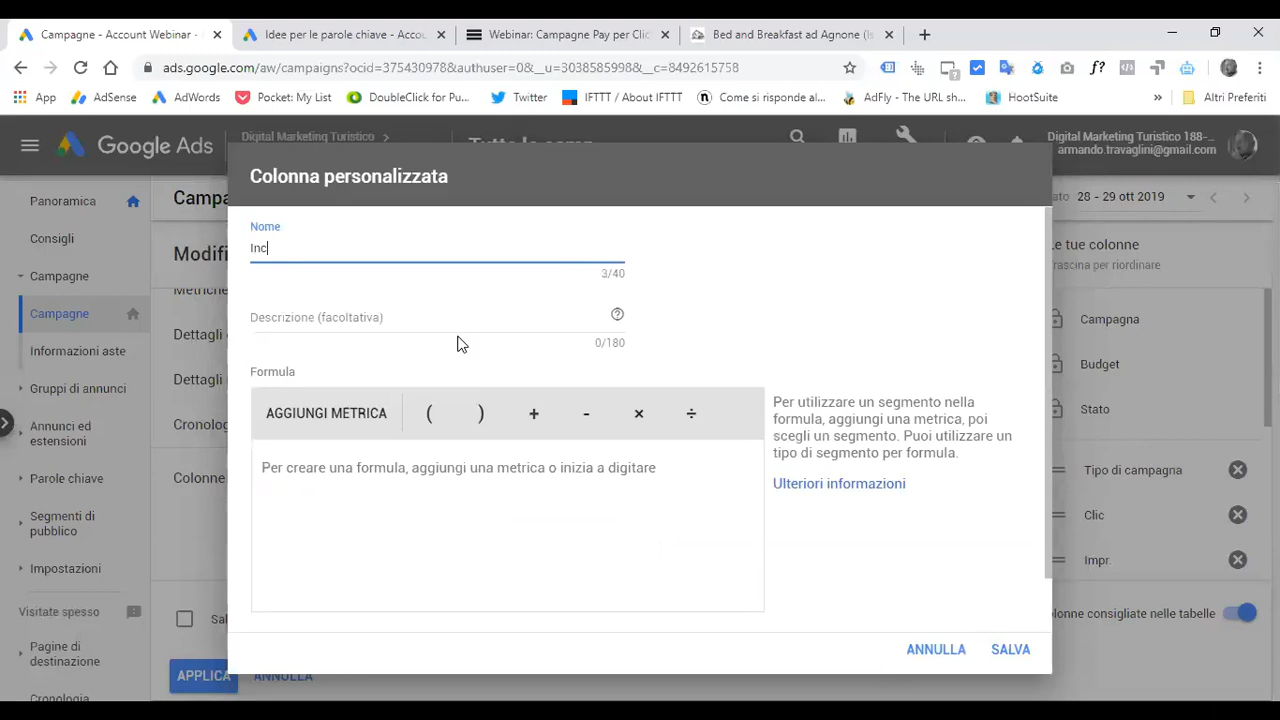 Campagne - Account Webinar -
Idee per le parole chiave - Accou
Webinar: Campagne Pay per Clic
Bed and Breakfast ad Agnone (Is
ads.google.com/aw/campaigns?ocid=375430978&authuser=0&__u=3038585998&__c=8492615758
App
AdSense
AdWords
Pocket: My List
DoubleClick for Pu...
Twitter
IFTTT / About IFTTT
Come si risponde al...
AdFly - The URL sh...
HootSuite
»
Altri Preferiti
Google Ads
Digital Marketing Turistico
Digital Marketing Turistico 188-...
armando.travaglini@gmail.com
Panoramica
Consigli
Campagne
Campagne
Informazioni aste
Gruppi di annunci
Annunci ed
estensioni
Parole chiave
Segmenti di
pubblico
Impostazioni
Visitate spesso
Pagine di
destinazione
Cronologia
Campa
Modifi
Dettagli
Dettagli
Cronolog
Colonne
Sal
APPLICA
ANNULLA
Colonna personalizzata
Nome
Inc
3/40
Descrizione (facoltativa)
0/180
Formula
AGGIUNGI METRICA ( ) + - × ÷
Per creare una formula, aggiungi una metrica o inizia a digitare
Per utilizzare un segmento nella
formula, aggiungi una metrica, poi
scegli un segmento. Puoi utilizzare un
tipo di segmento per formula.
Ulteriori informazioni
ANNULLA
SALVA
28 - 29 ott 2019
e tue colonne
rascina per riordinare
Campagna
Budget
Stato
Tipo di campagna
Clic
Impr.
olonne consigliate nelle tabelle